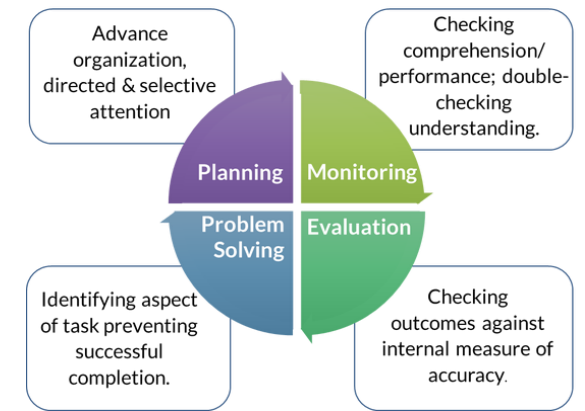 Advance
organization,
directed & selective
attention
Checking
comprehension/
performance; double-
checking
understanding.
Planning
Monitoring
Problem
Solving
Evaluation
Identifying aspect
of task preventing
successful
completion.
Checking
outcomes against
internal measure of
accuracy.